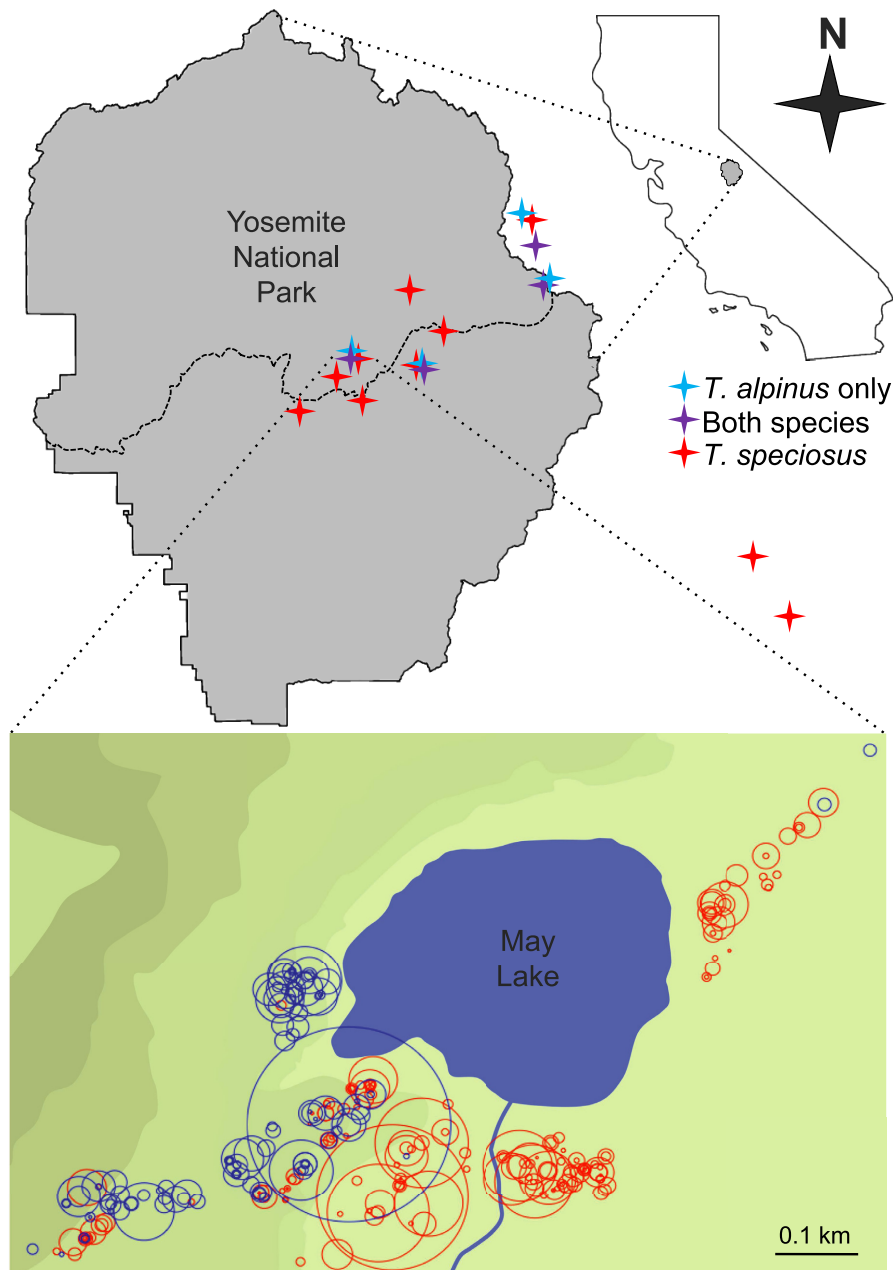 N
Yosemite
National
Park
T. alpinus only
Both species
T. speciosus
May
Lake
0.1 km